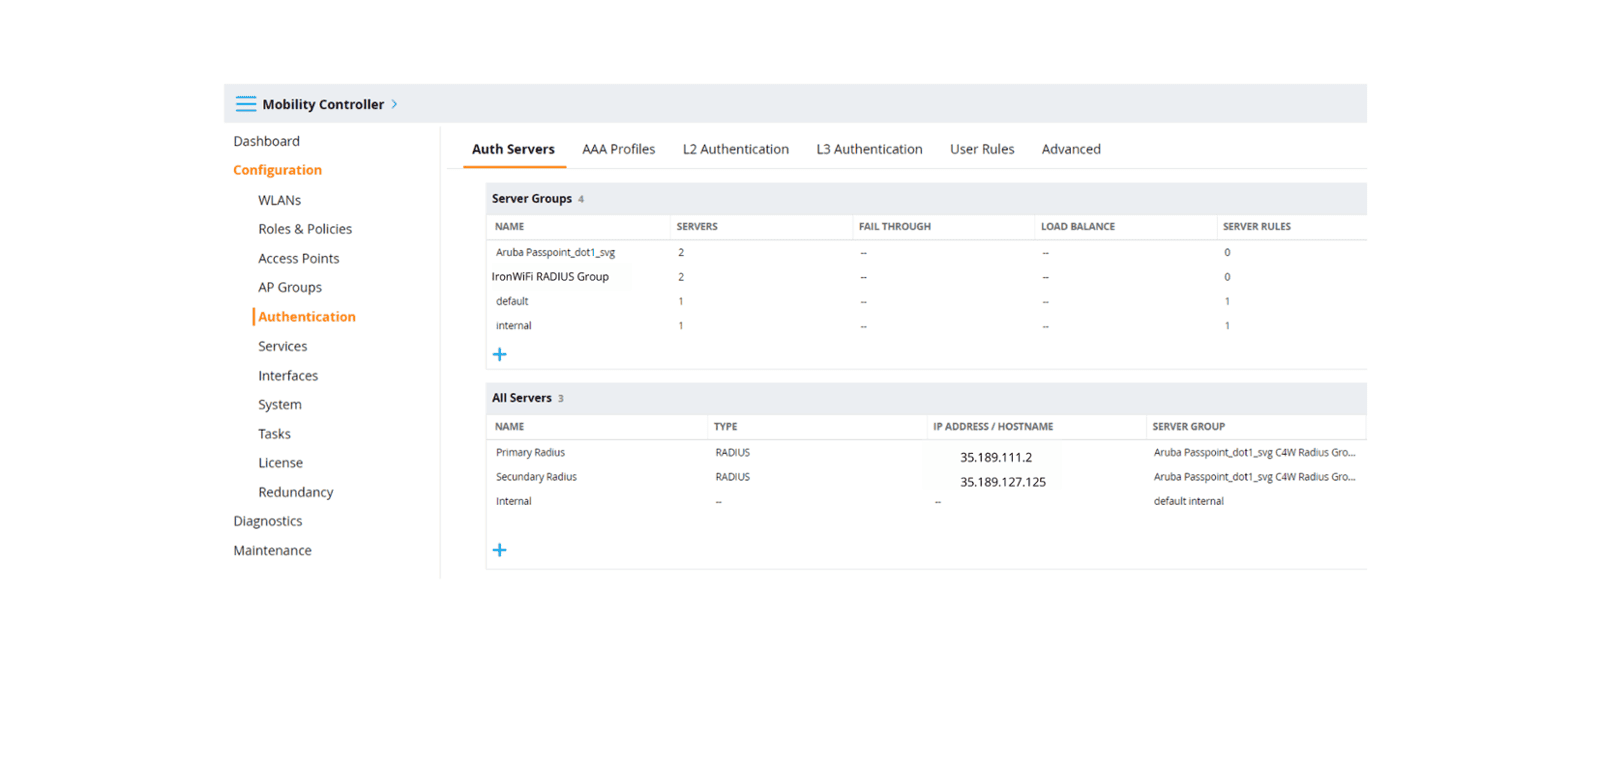 Mobility Controller >
Dashboard
Configuration
WLANs
Roles & Policies
Access Points
AP Groups
Authentication
Services
Interfaces
System
Tasks
License
Redundancy
Diagnostics
Maintenance
Auth Servers AAA Profiles L2 Authentication L3 Authentication User Rules Advanced
Server Groups 4
NAME SERVERS FAIL THROUGH LOAD BALANCE SERVER RULES
Aruba Passpoint_dot1_svg 2 -- -- 0
IronWiFi RADIUS Group 2 -- -- 0
default 1 -- -- 1
internal 1 -- -- 1
+
All Servers 3
NAME TYPE IP ADDRESS / HOSTNAME SERVER GROUP
Primary Radius RADIUS 35.189.111.2 Aruba Passpoint_dot1_svg C4W Radius Gro...
Secundary Radius RADIUS 35.189.127.125 Aruba Passpoint_dot1_svg C4W Radius Gro...
Internal -- -- default internal
+